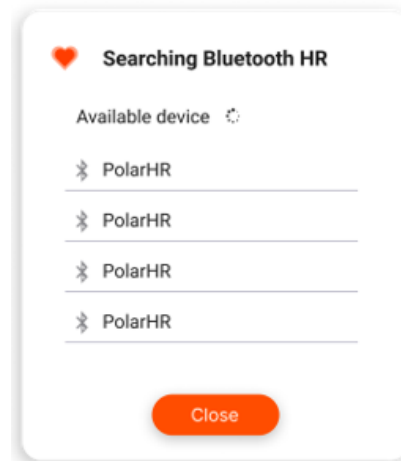 Searching Bluetooth HR
Available device
PolarHR
PolarHR
PolarHR
PolarHR
Close